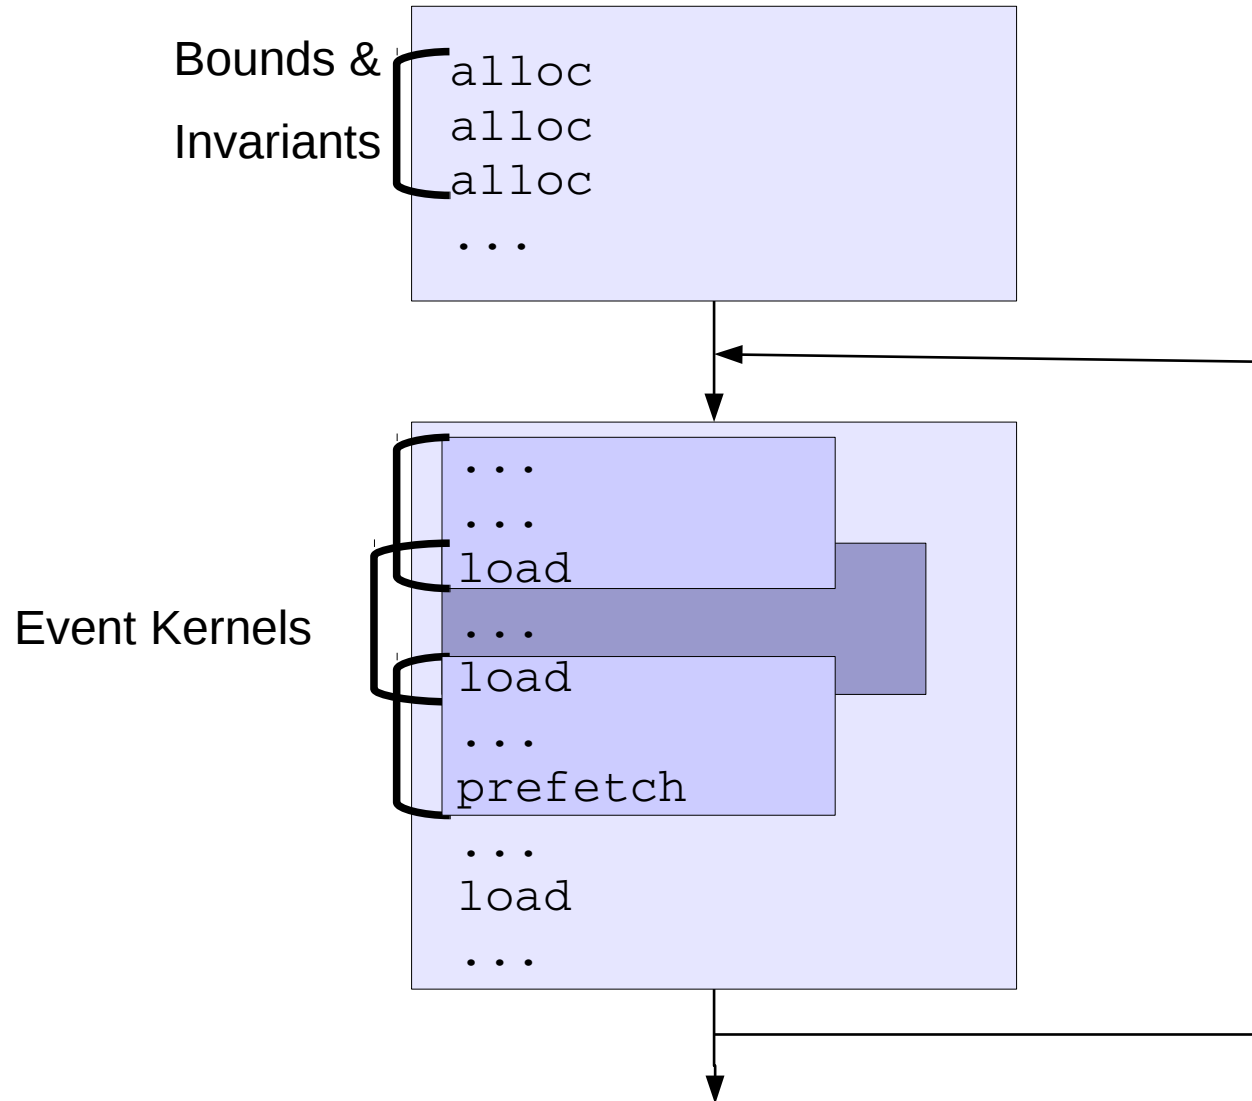 Bounds &
Invariants
alloc
alloc
alloc
...
...
...
load
Event Kernels
...
load
...
prefetch
...
load
...